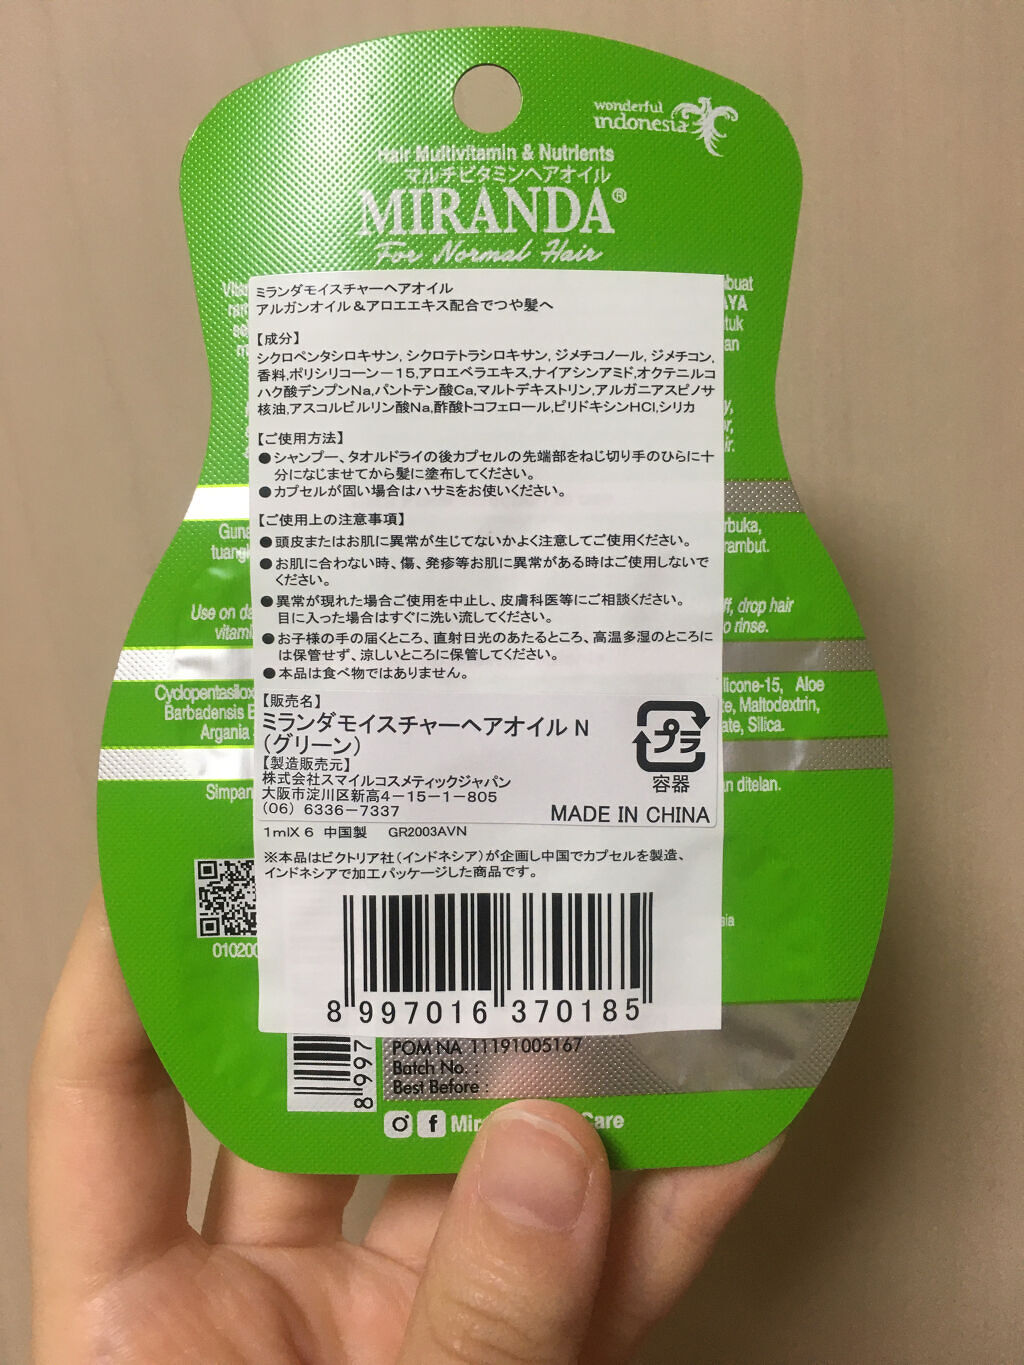 wonderful
indonesia
Hair Multivitamin & Nutrients
マルチビタミンヘアオイル
MIRANDA®
For Normal Hair
ミランダモイスチャーヘアオイル
アルガンオイル＆アロエエキス配合でつや髪へ
【成分】
シクロペンタシロキサン, シクロテトラシロキサン, ジメチコノール, ジメチコン,
香料,ポリシリコーン－15,アロエベラエキス,ナイアシンアミド,オクテニルコ
ハク酸デンプンNa,パントテン酸Ca,マルトデキストリン,アルガニアスピノサ
核油,アスコルビルリン酸Na,酢酸トコフェロール,ピリドキシンHCl,シリカ
【ご使用方法】
●シャンプー、タオルドライの後カプセルの先端部をねじ切り手のひらに十
分になじませてから髪に塗布してください。
●カプセルが固い場合はハサミをお使いください。
【ご使用上の注意事項】
●頭皮またはお肌に異常が生じてないかよく注意してご使用ください。
●お肌に合わない時、傷、発疹等お肌に異常がある時はご使用しないで
ください。
●異常が現れた場合ご使用を中止し、皮膚科医等にご相談ください。
目に入った場合はすぐに洗い流してください。
●お子様の手の届くところ、直射日光のあたるところ、高温多湿のところに
は保管せず、涼しいところに保管してください。
●本品は食べ物ではありません。
【販売名】
ミランダモイスチャーヘアオイル N
（グリーン）
【製造販売元】
株式会社スマイルコスメティックジャパン
大阪市淀川区新高4－15－1－805
（06）6336－7337
プラ
容器
MADE IN CHINA
1mlX 6 中国製 GR2003AVN
※本品はビクトリア社（インドネシア）が企画し中国でカプセルを製造、
インドネシアで加工パッケージした商品です。
8 997016 370185
Use on
drop hair
rinse.
Aloe
Maltodextrin,
Barbadensis
Silica.
Argania
Simpan
ditelan.
010200
8997
POM NA 11191005167
Batch No. :
Best Before :
Care